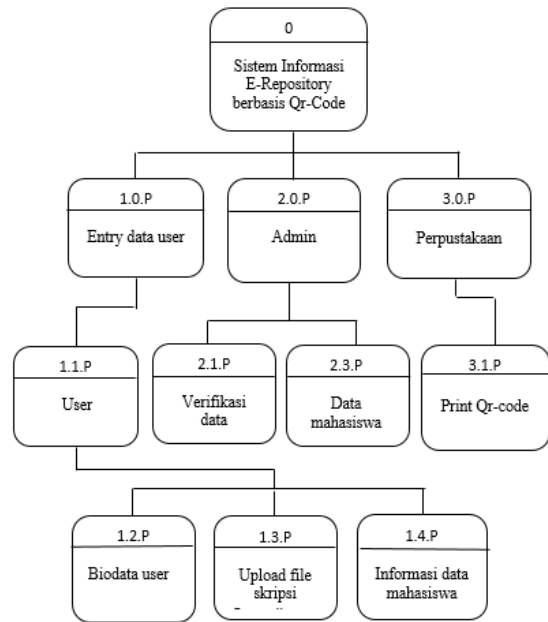 0
Sistem Informasi
E-Repository
berbasis Qr-Code
1.0.P
Entry data user
2.0.P
Admin
3.0.P
Perpustakaan
1.1.P
User
2.1.P
Verifikasi
data
2.3.P
Data
mahasiswa
3.1.P
Print Qr-code
1.2.P
Biodata user
1.3.P
Upload file
skripsi
1.4.P
Informasi data
mahasiswa